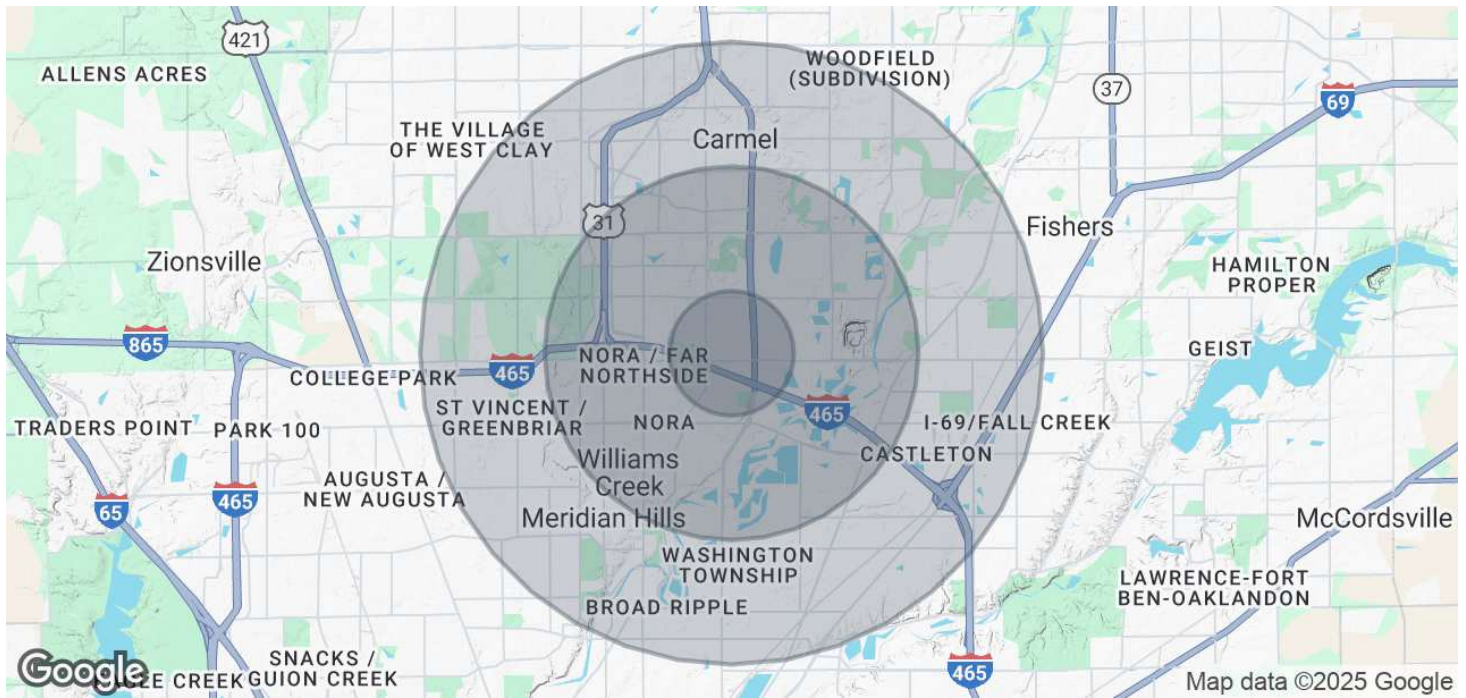 421
ALLENS ACRES
WOODFIELD
(SUBDIVISION)
37
69
THE VILLAGE
OF WEST CLAY
Carmel
31
Fishers
Zionsville
HAMILTON
PROPER
865
NORA / FAR
NORTHSIDE
GEIST
465
COLLEGE PARK
ST VINCENT /
GREENBRIAR
465
NORA
I-69/FALL CREEK
TRADERS POINT
PARK 100
CASTLETON
Williams
Creek
AUGUSTA /
NEW AUGUSTA
465
65
Meridian Hills
McCordsville
WASHINGTON
TOWNSHIP
LAWRENCE-FORT
BEN-OAKLANDON
BROAD RIPPLE
SNACKS /
GUION CREEK
465
Google
CREEK
Map data ©2025 Google